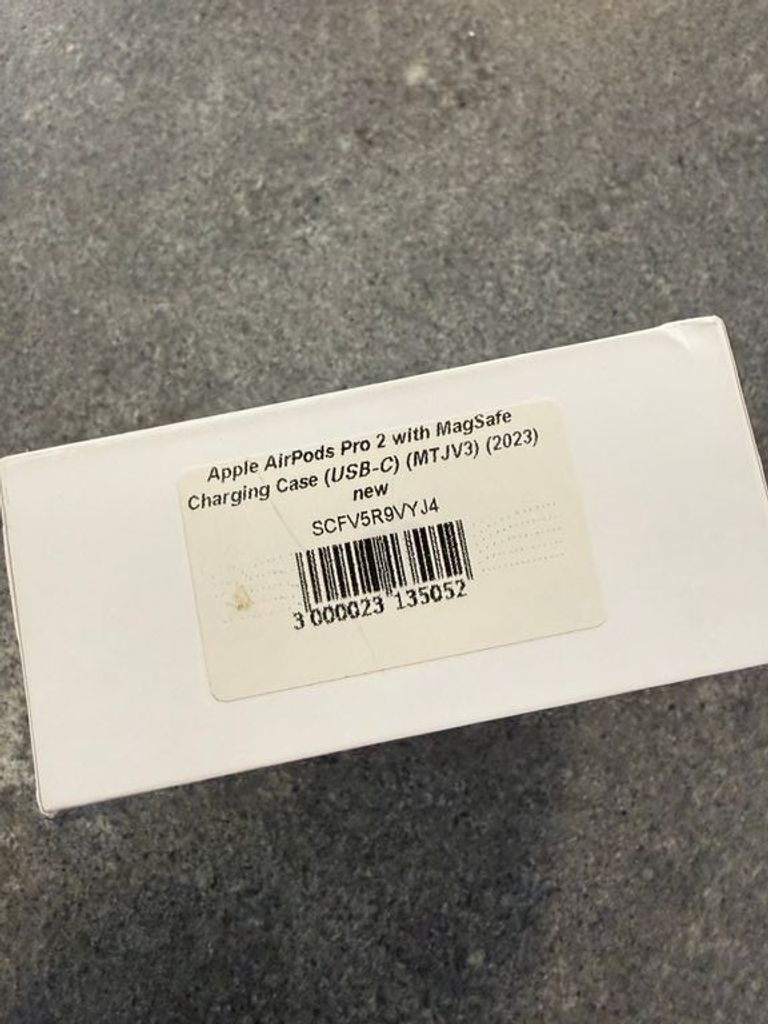 Apple AirPods Pro 2 with MagSafe
Charging Case (USB-C) (MTJV3) (2023)
new
SCFV5R9VYJ4
3 000023 135052